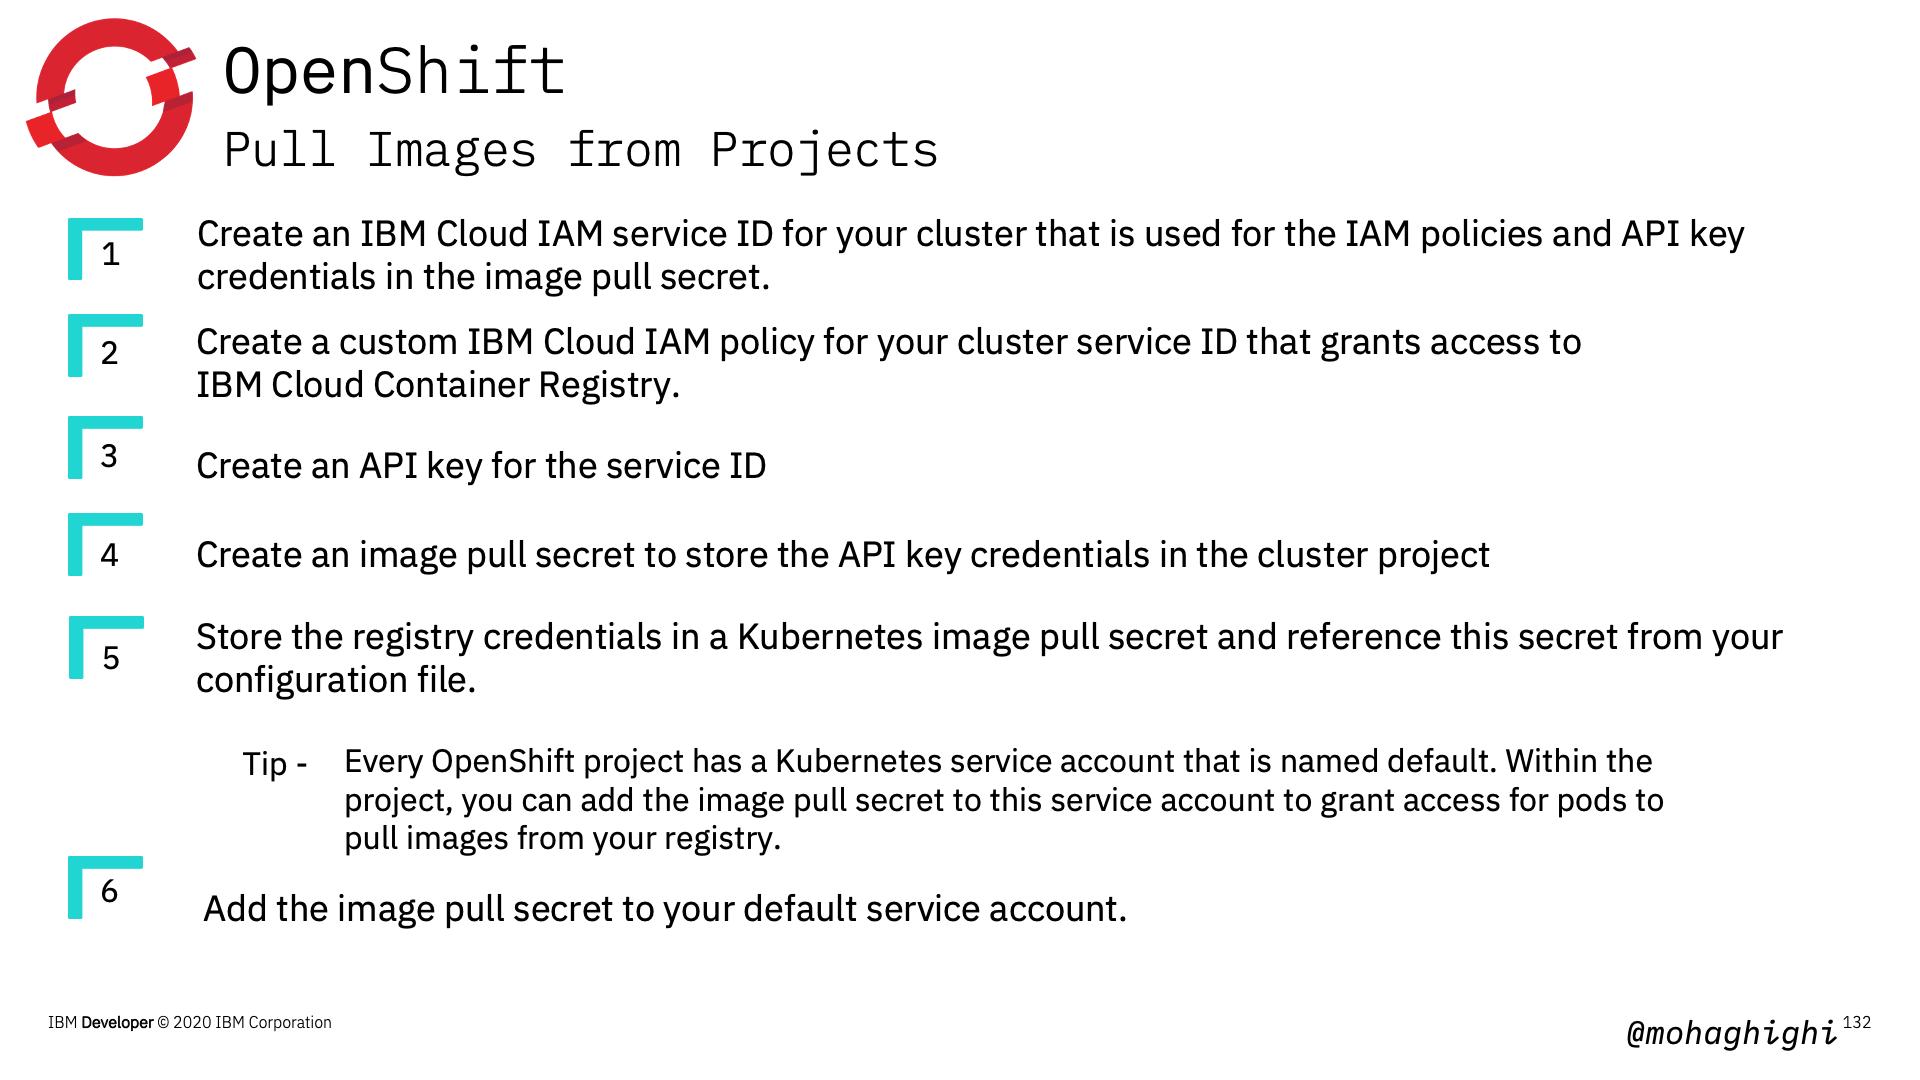 OpenShift
Pull Images from Projects
1
Create an IBM Cloud IAM service ID for your cluster that is used for the IAM policies and API key
credentials in the image pull secret.
2
Create a custom IBM Cloud IAM policy for your cluster service ID that grants access to
IBM Cloud Container Registry.
3
Create an API key for the service ID
4
Create an image pull secret to store the API key credentials in the cluster project
5
Store the registry credentials in a Kubernetes image pull secret and reference this secret from your
configuration file.
Tip - Every OpenShift project has a Kubernetes service account that is named default. Within the
project, you can add the image pull secret to this service account to grant access for pods to
pull images from your registry.
6
Add the image pull secret to your default service account.
IBM Developer © 2020 IBM Corporation
@mohaghighi 132